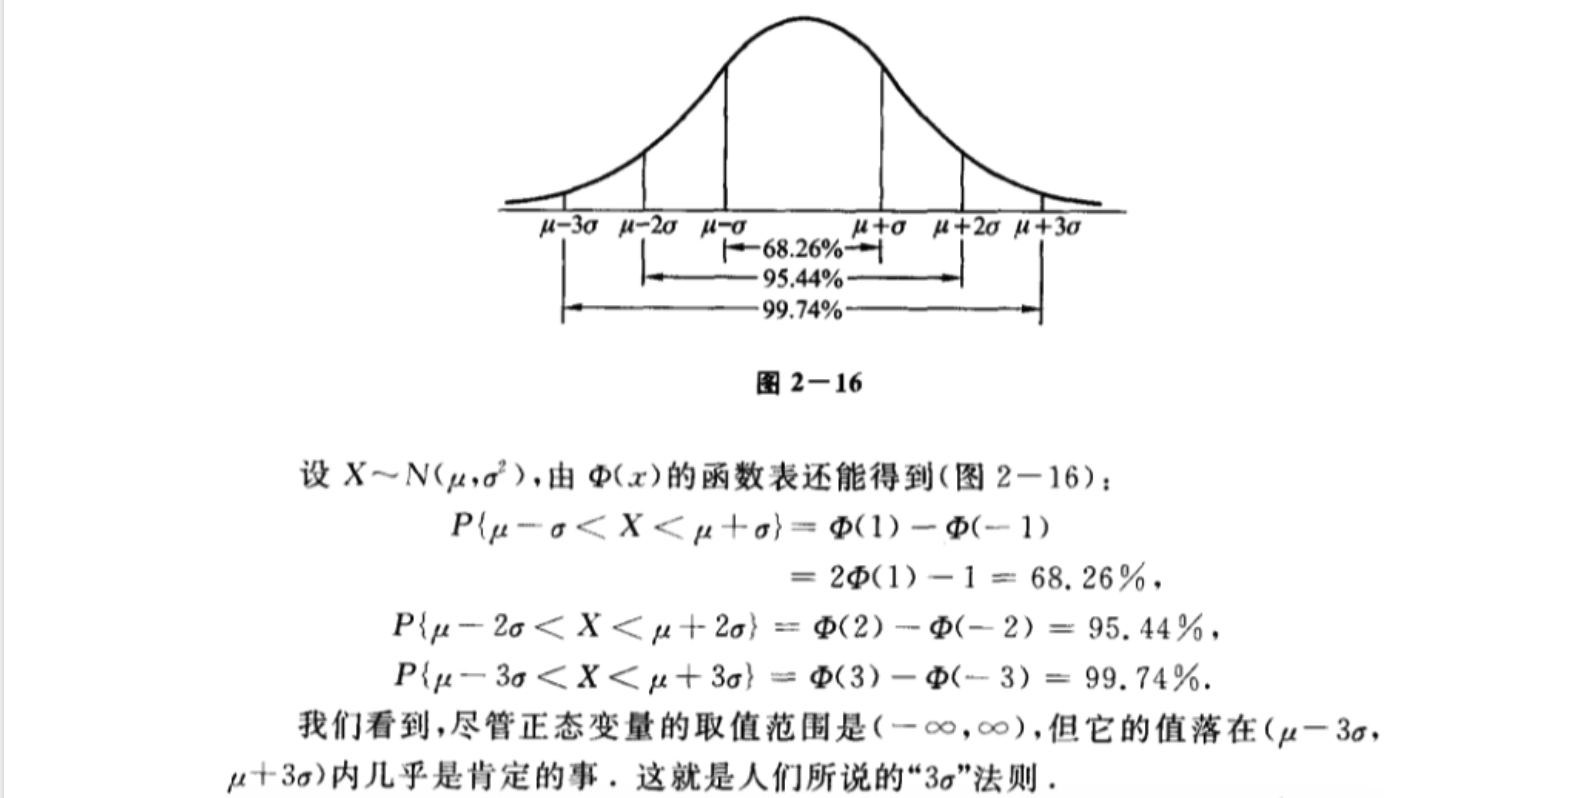 μ−3σ μ−2σ μ−σ μ+σ μ+2σ μ+3σ
68.26%
95.44%
99.74%
图 2－16
设 X～N(μ,σ²),由 Φ(x)的函数表还能得到(图 2－16)：
P{μ－σ＜X＜μ＋σ}＝Φ(1)－Φ(－1)
＝2Φ(1)－1＝68.26%,
P{μ－2σ＜X＜μ＋2σ}＝Φ(2)－Φ(－2)＝95.44%,
P{μ－3σ＜X＜μ＋3σ}＝Φ(3)－Φ(－3)＝99.74%.
我们看到,尽管正态变量的取值范围是(－∞,∞),但它的值落在(μ－3σ,
μ＋3σ)内几乎是肯定的事．这就是人们所说的“3σ”法则．